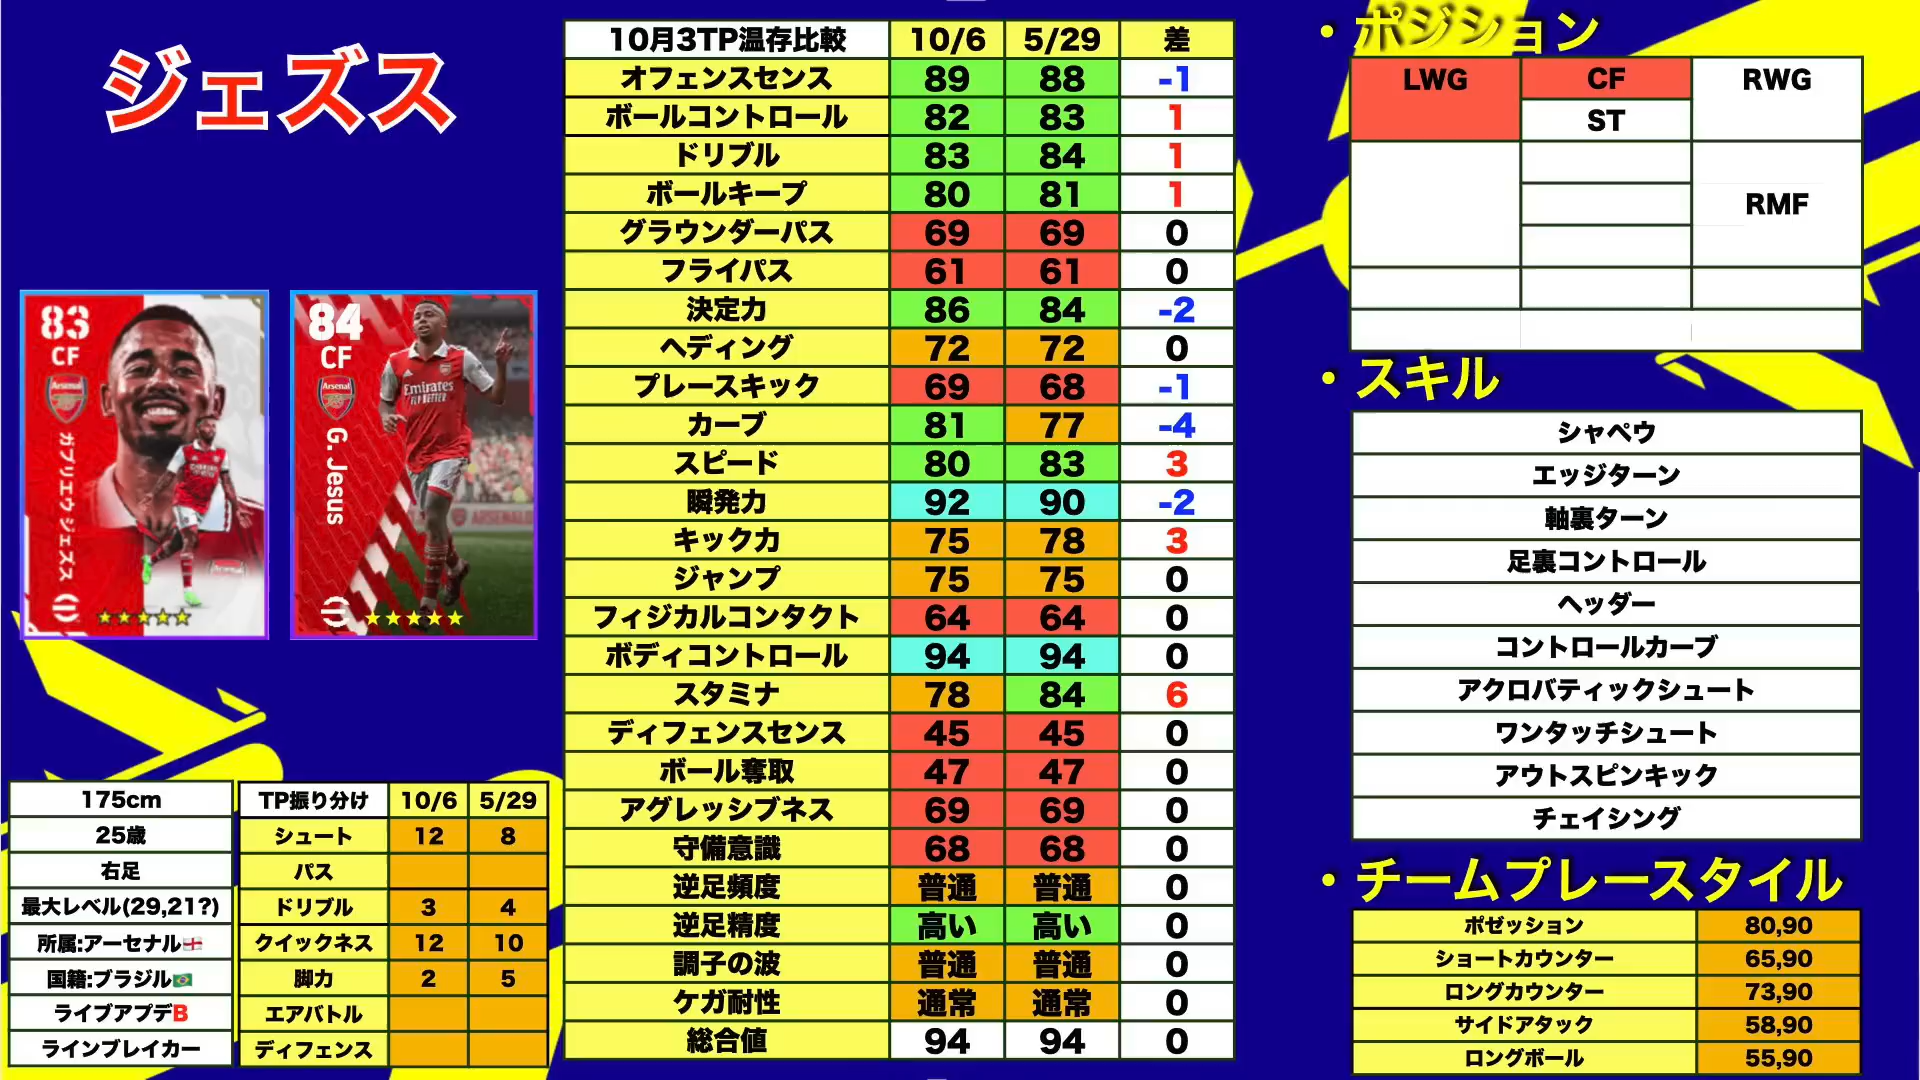 ジェズス
83
CF
Arsenal
ガブリエウ ジェズス
84
CF
Arsenal
G. Jesus
Emirates
FLY BETTER
175cm
25歳
右足
最大レベル(29,21?)
所属:アーセナル🏴󠁧󠁢󠁥󠁮󠁧󠁿
国籍:ブラジル🇧🇷
ライブアプデB
ラインブレイカー
TP振り分け 10/6 5/29
シュート 12 8
パス
ドリブル 3 4
クイックネス 12 10
脚力 2 5
エアバトル
ディフェンス
10月3TP温存比較 10/6 5/29 差
オフェンスセンス 89 88 -1
ボールコントロール 82 83 1
ドリブル 83 84 1
ボールキープ 80 81 1
グラウンダーパス 69 69 0
フライパス 61 61 0
決定力 86 84 -2
ヘディング 72 72 0
プレースキック 69 68 -1
カーブ 81 77 -4
スピード 80 83 3
瞬発力 92 90 -2
キック力 75 78 3
ジャンプ 75 75 0
フィジカルコンタクト 64 64 0
ボディコントロール 94 94 0
スタミナ 78 84 6
ディフェンスセンス 45 45 0
ボール奪取 47 47 0
アグレッシブネス 69 69 0
守備意識 68 68 0
逆足頻度 普通 普通 0
逆足精度 高い 高い 0
調子の波 普通 普通 0
ケガ耐性 通常 通常 0
総合値 94 94 0
・ポジション
LWG CF RWG
ST
RMF
・スキル
シャペウ
エッジターン
軸裏ターン
足裏コントロール
ヘッダー
コントロールカーブ
アクロバティックシュート
ワンタッチシュート
アウトスピンキック
チェイシング
・チームプレースタイル
ポゼッション 80,90
ショートカウンター 65,90
ロングカウンター 73,90
サイドアタック 58,90
ロングボール 55,90